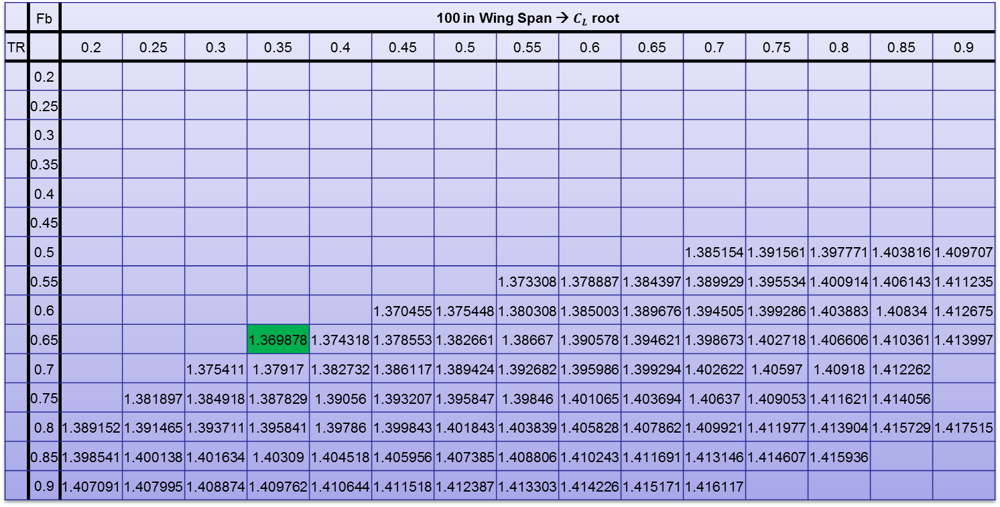 Fb 100 in Wing Span → C_L root
TR 0.2 0.25 0.3 0.35 0.4 0.45 0.5 0.55 0.6 0.65 0.7 0.75 0.8 0.85 0.9
0.2
0.25
0.3
0.35
0.4
0.45
0.5 1.385154 1.391561 1.397771 1.403816 1.409707
0.55 1.373308 1.378887 1.384397 1.389929 1.395534 1.400914 1.406143 1.411235
0.6 1.370455 1.375448 1.380308 1.385003 1.389676 1.394505 1.399286 1.403883 1.40834 1.412675
0.65 1.369878 1.374318 1.378553 1.382661 1.38667 1.390578 1.394621 1.398673 1.402718 1.406606 1.410361 1.413997
0.7 1.375411 1.37917 1.382732 1.386117 1.389424 1.392682 1.395986 1.399294 1.402622 1.40597 1.40918 1.412262
0.75 1.381897 1.384918 1.387829 1.39056 1.393207 1.395847 1.39846 1.401065 1.403694 1.40637 1.409053 1.411621 1.414056
0.8 1.389152 1.391465 1.393711 1.395841 1.39786 1.399843 1.401843 1.403839 1.405828 1.407862 1.409921 1.411977 1.413904 1.415729 1.417515
0.85 1.398541 1.400138 1.401634 1.40309 1.404518 1.405956 1.407385 1.408806 1.410243 1.411691 1.413146 1.414607 1.415936
0.9 1.407091 1.407995 1.408874 1.409762 1.410644 1.411518 1.412387 1.413303 1.414226 1.415171 1.416117